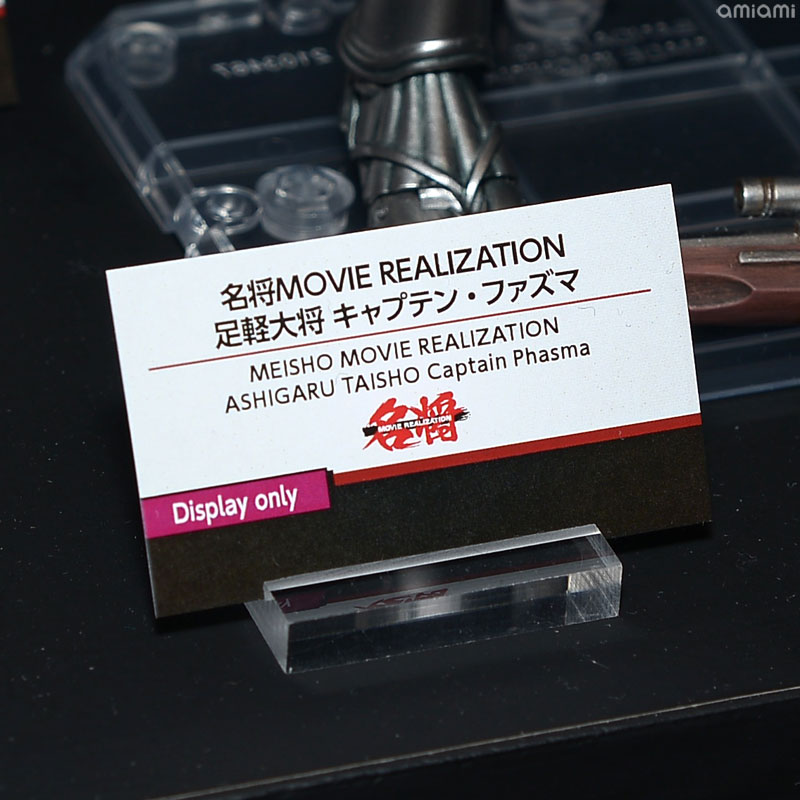 amiami
名将MOVIE REALIZATION
足軽大将 キャプテン・ファズマ
MEISHO MOVIE REALIZATION
ASHIGARU TAISHO Captain Phasma
名将
MOVIE REALIZATION
Display only